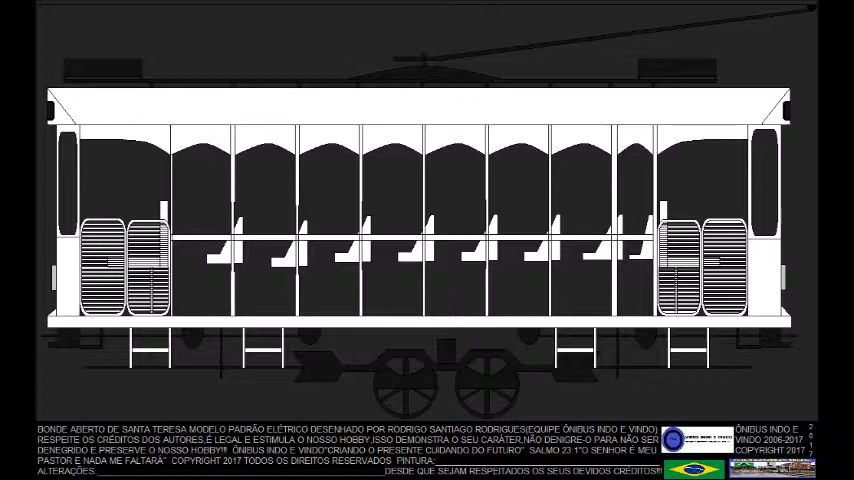 BONDE ABERTO DE SANTA TERESA MODELO PADRÃO ELÉTRICO DESENHADO POR RODRIGO SANTIAGO RODRIGUES(EQUIPE ÔNIBUS INDO E VINDO)
RESPEITE OS CRÉDITOS DOS AUTORES,É LEGAL E ESTIMULA O NOSSO HOBBY,ISSO DEMONSTRA O SEU CARÁTER,NÃO DENIGRE-O PARA NÃO SER
DENEGRIDO E PRESERVE O NOSSO HOBBY!!! ÔNIBUS INDO E VINDO"CRIANDO O PRESENTE CUIDANDO DO FUTURO" SALMO 23:1"O SENHOR É MEU
PASTOR E NADA ME FALTARÁ" COPYRIGHT 2017 TODOS OS DIREITOS RESERVADOS PINTURA:
ALTERAÇÕES: DESDE QUE SEJAM RESPEITADOS OS SEUS DEVIDOS CRÉDITOS!!!
ÔNIBUS INDO E VINDO
ÔNIBUS INDO E
VINDO 2006-2017
COPYRIGHT 2017
2017